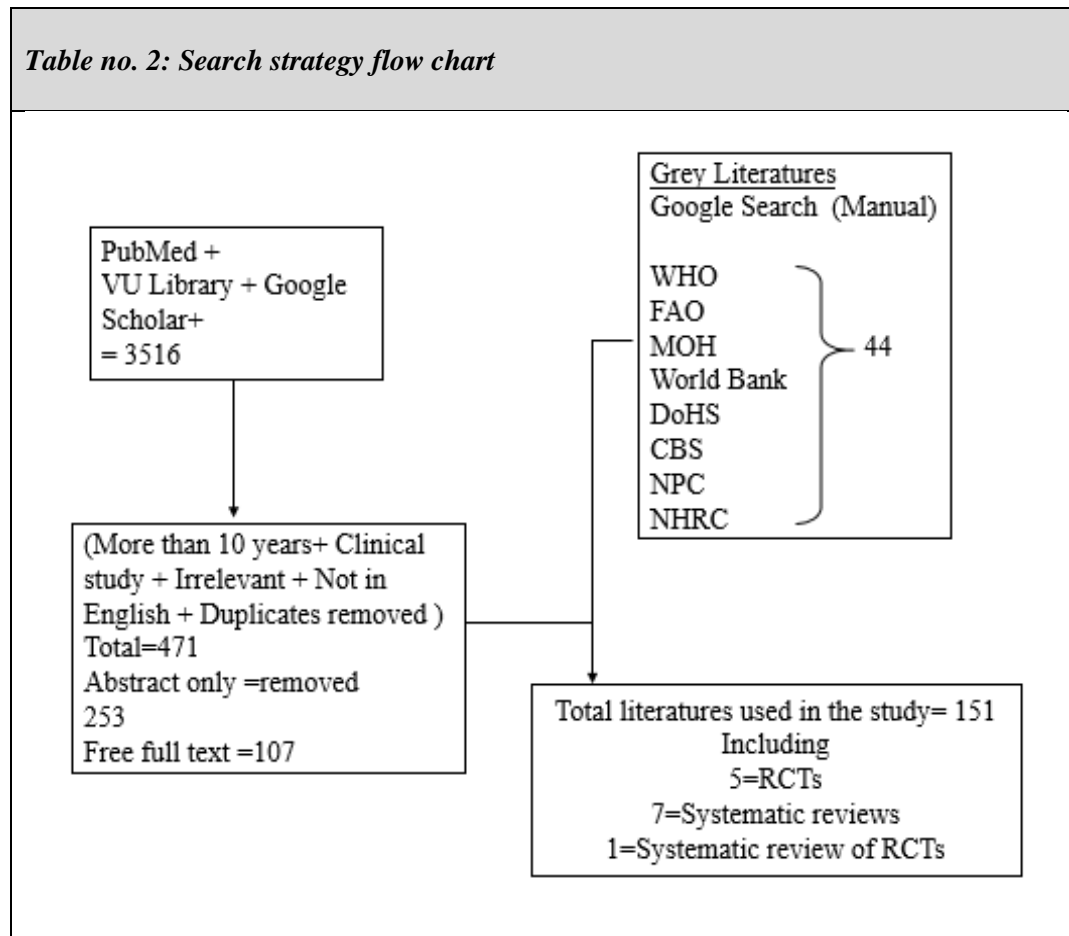 Table no. 2: Search strategy flow chart
PubMed +
VU Library + Google
Scholar+
= 3516
Grey Literatures
Google Search (Manual)
WHO
FAO
MOH
World Bank
DoHS
CBS
NPC
NHRC
44
(More than 10 years+ Clinical
study + Irrelevant + Not in
English + Duplicates removed )
Total=471
Abstract only =removed
253
Free full text =107
Total literatures used in the study= 151
Including
5=RCTs
7=Systematic reviews
1=Systematic review of RCTs